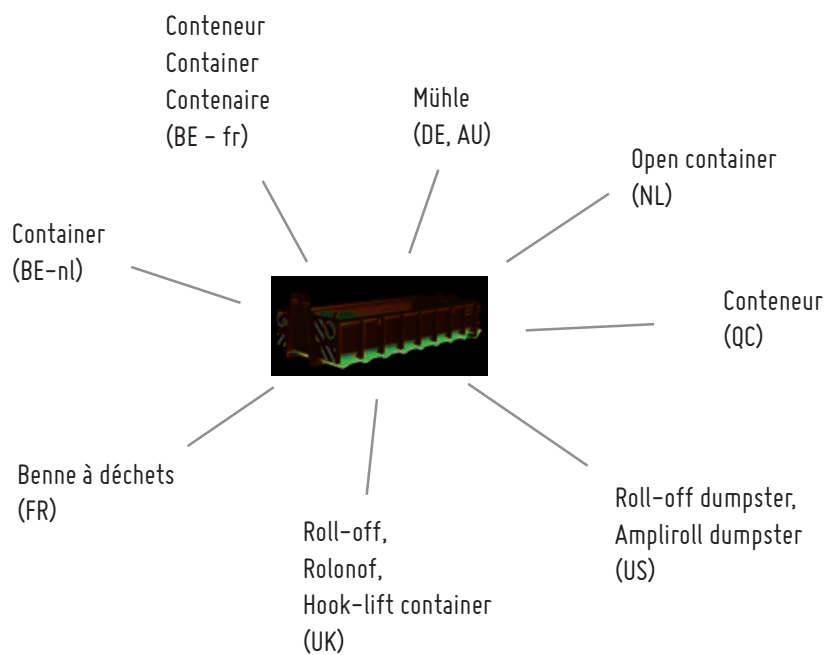 Conteneur
Container
Contenaire
(BE – fr)
Mühle
(DE, AU)
Open container
(NL)
Container
(BE-nl)
Conteneur
(QC)
Benne à déchets
(FR)
Roll-off,
Rolonof,
Hook-lift container
(UK)
Roll-off dumpster,
Ampliroll dumpster
(US)